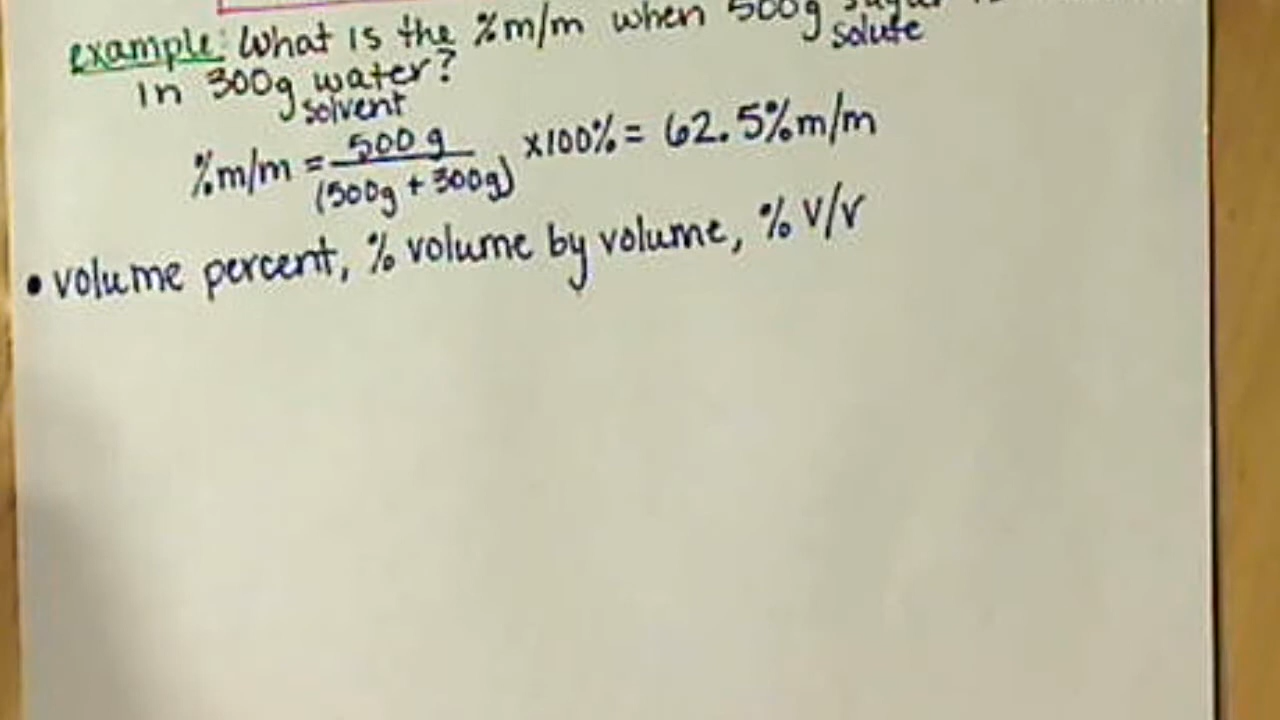 example: What is the %m/m when 500g sugar
solute
in 300g water?
solvent
%m/m = 500g / (500g + 300g) x100% = 62.5%m/m
• volume percent, % volume by volume, % v/v